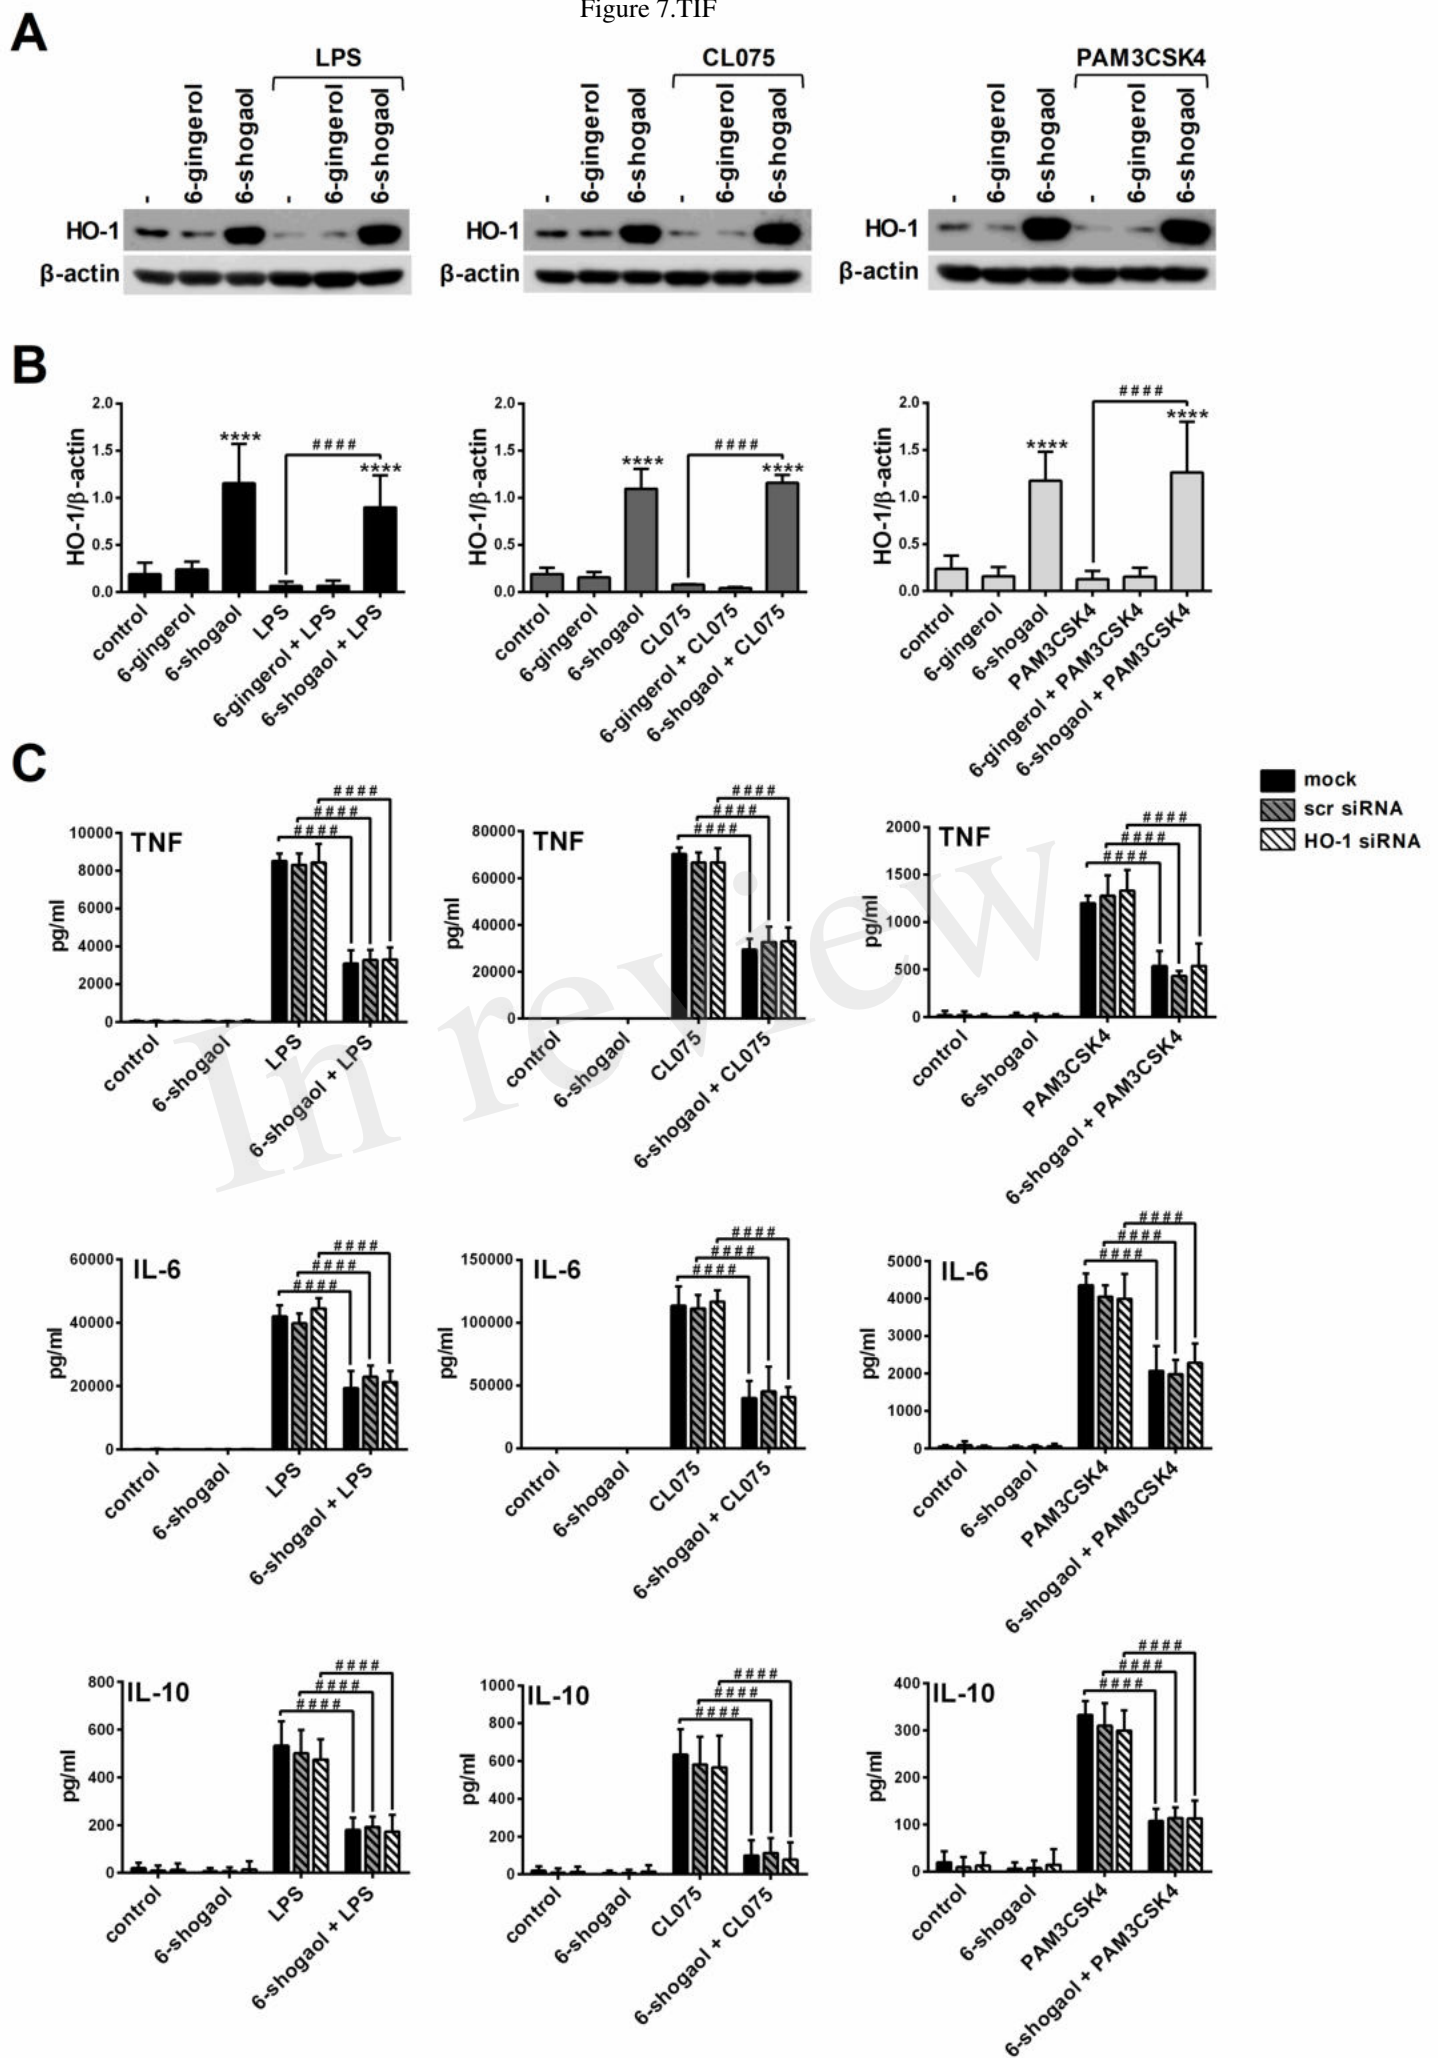 Figure 7.TIF
A
LPS
CL075
PAM3CSK4
- 6-gingerol 6-shogaol - 6-gingerol 6-shogaol
- 6-gingerol 6-shogaol - 6-gingerol 6-shogaol
- 6-gingerol 6-shogaol - 6-gingerol 6-shogaol
HO-1
HO-1
HO-1
β-actin
β-actin
β-actin
B
HO-1/β-actin
2.0
1.5
1.0
0.5
0.0
****
####
****
control
6-gingerol
6-shogaol
LPS
6-gingerol + LPS
6-shogaol + LPS
HO-1/β-actin
2.0
1.5
1.0
0.5
0.0
****
####
****
control
6-gingerol
6-shogaol
CL075
6-gingerol + CL075
6-shogaol + CL075
HO-1/β-actin
2.0
1.5
1.0
0.5
0.0
****
####
****
control
6-gingerol
6-shogaol
PAM3CSK4
6-gingerol + PAM3CSK4
6-shogaol + PAM3CSK4
C
mock
scr siRNA
HO-1 siRNA
TNF
pg/ml
10000
8000
6000
4000
2000
0
####
####
####
control
6-shogaol
LPS
6-shogaol + LPS
TNF
pg/ml
80000
60000
40000
20000
0
####
####
####
control
6-shogaol
CL075
6-shogaol + CL075
TNF
pg/ml
2000
1500
1000
500
0
####
####
####
control
6-shogaol
PAM3CSK4
6-shogaol + PAM3CSK4
In review
IL-6
pg/ml
60000
40000
20000
0
####
####
####
control
6-shogaol
LPS
6-shogaol + LPS
IL-6
pg/ml
150000
100000
50000
0
####
####
####
control
6-shogaol
CL075
6-shogaol + CL075
IL-6
pg/ml
5000
4000
3000
2000
1000
0
####
####
####
control
6-shogaol
PAM3CSK4
6-shogaol + PAM3CSK4
IL-10
pg/ml
800
600
400
200
0
####
####
####
control
6-shogaol
LPS
6-shogaol + LPS
IL-10
pg/ml
1000
800
600
400
200
0
####
####
####
control
6-shogaol
CL075
6-shogaol + CL075
IL-10
pg/ml
400
300
200
100
0
####
####
####
control
6-shogaol
PAM3CSK4
6-shogaol + PAM3CSK4